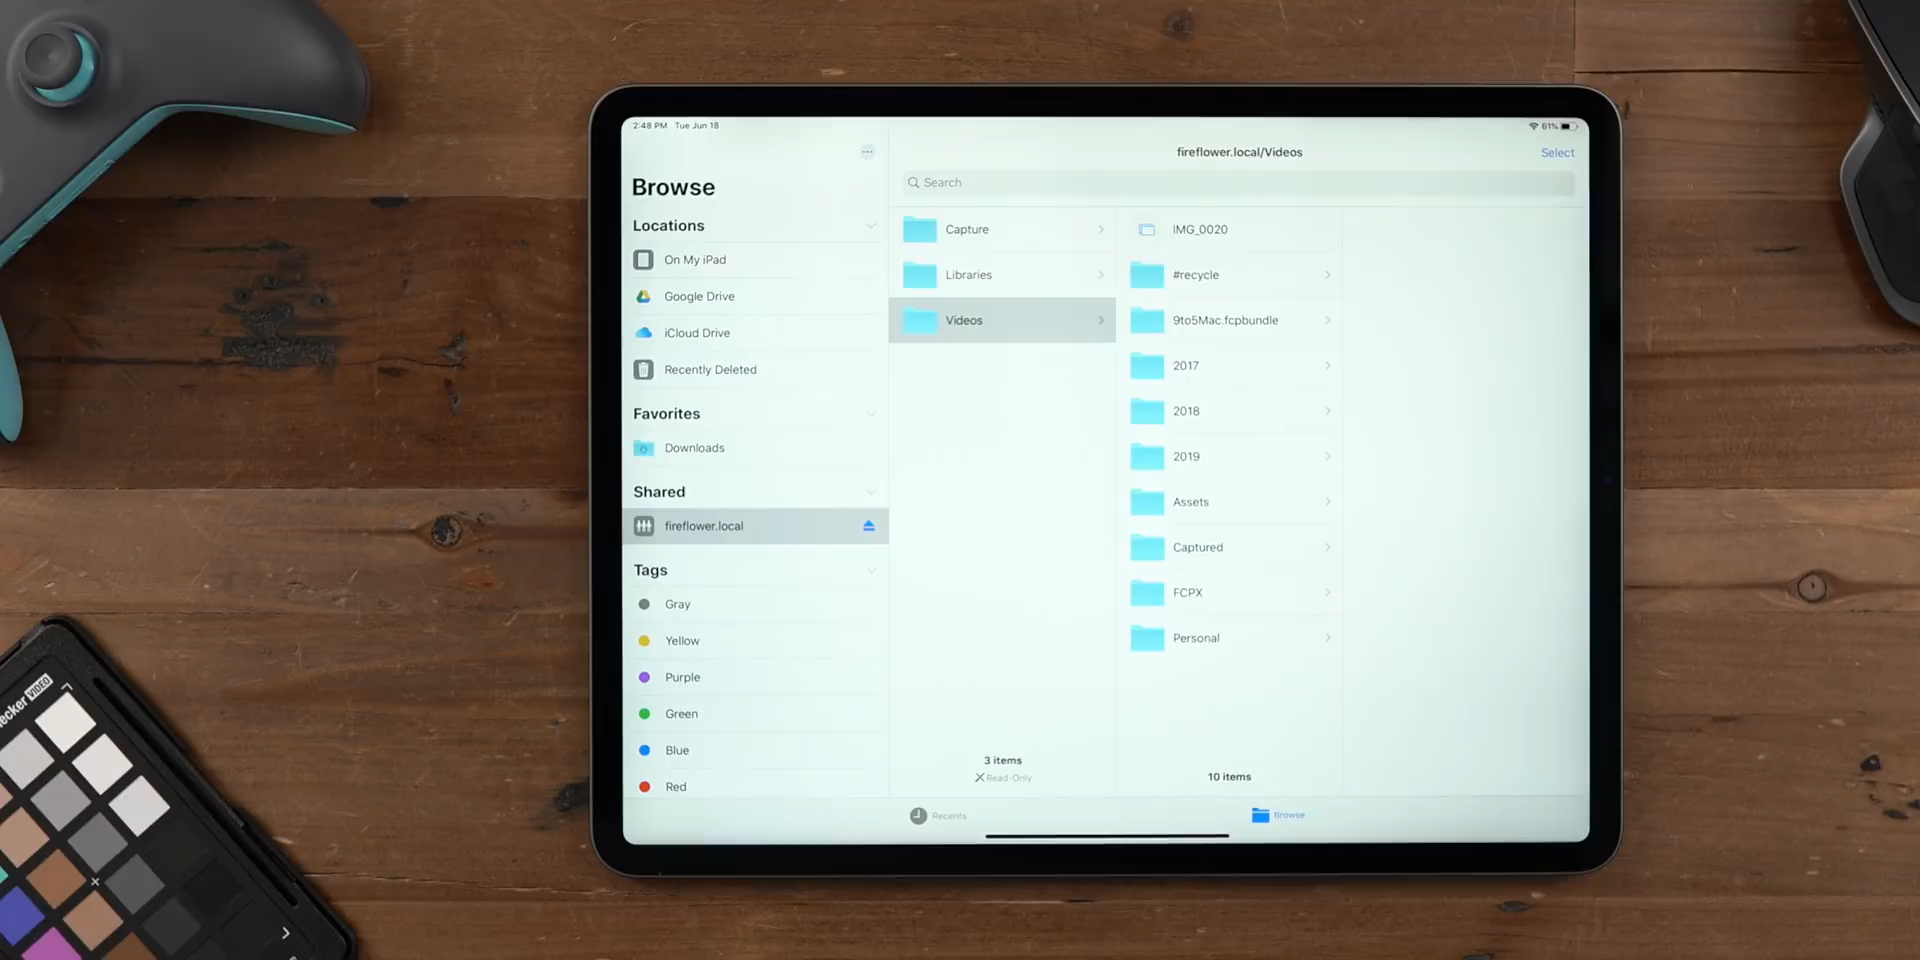 2:48 PM Tue Jun 18
61%
Browse
Locations
On My iPad
Google Drive
iCloud Drive
Recently Deleted
Favorites
Downloads
Shared
fireflower.local
Tags
Gray
Yellow
Purple
Green
Blue
Red
fireflower.local/Videos
Select
Search
Capture
Libraries
Videos
3 items
Read-Only
IMG_0020
#recycle
9to5Mac.fcpbundle
2017
2018
2019
Assets
Captured
FCPX
Personal
10 items
Recents
Browse
ecker VIDEO